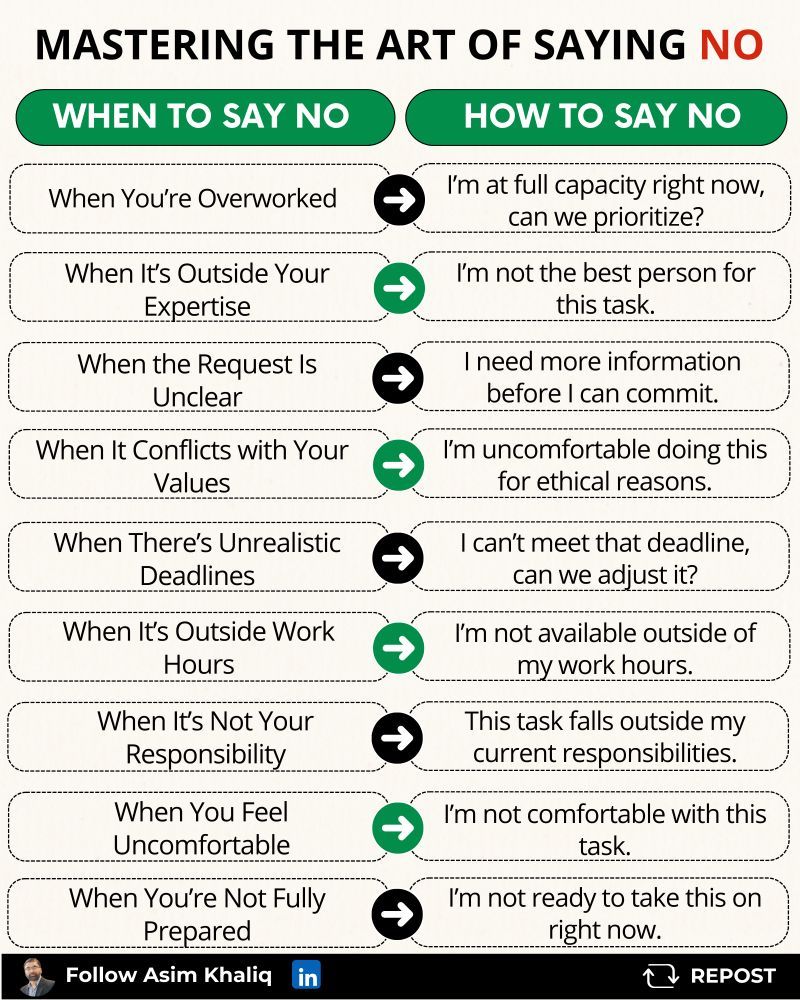 MASTERING THE ART OF SAYING NO
WHEN TO SAY NO
HOW TO SAY NO
When You’re Overworked
I’m at full capacity right now,
can we prioritize?
When It’s Outside Your
Expertise
I’m not the best person for
this task.
When the Request Is
Unclear
I need more information
before I can commit.
When It Conflicts with Your
Values
I’m uncomfortable doing this
for ethical reasons.
When There’s Unrealistic
Deadlines
I can’t meet that deadline,
can we adjust it?
When It’s Outside Work
Hours
I’m not available outside of
my work hours.
When It’s Not Your
Responsibility
This task falls outside my
current responsibilities.
When You Feel
Uncomfortable
I’m not comfortable with this
task.
When You’re Not Fully
Prepared
I’m not ready to take this on
right now.
Follow Asim Khaliq
in
REPOST